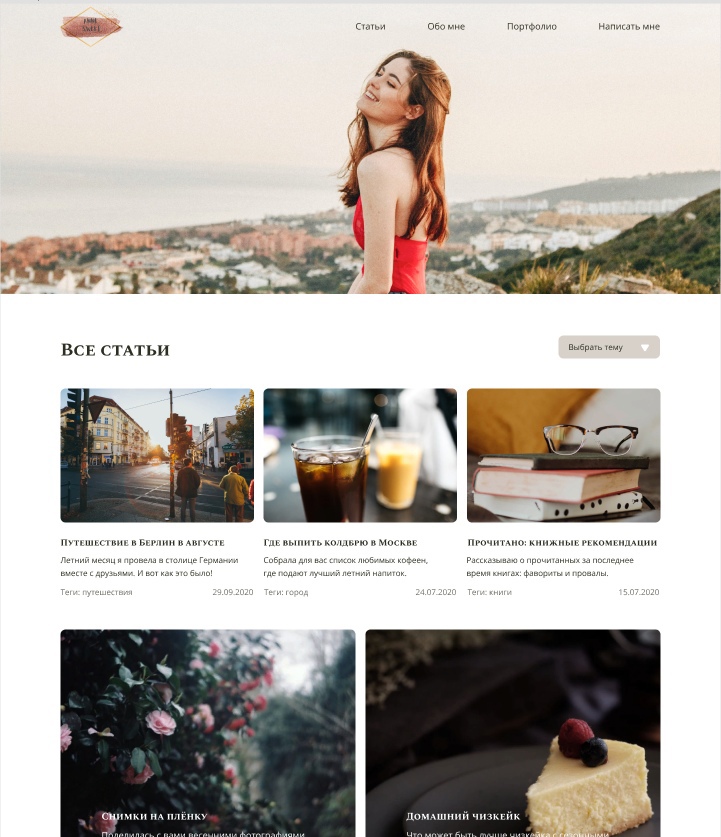 Статьи Обо мне Портфолио Написать мне
Все статьи
Выбрать тему
Путешествие в Берлин в августе
Летний месяц я провела в столице Германии
вместе с друзьями. И вот как это было!
Теги: путешествия 29.09.2020
Где выпить колдбрю в Москве
Собрала для вас список любимых кофеен,
где подают лучший летний напиток.
Теги: город 24.07.2020
Прочитано: книжные рекомендации
Рассказываю о прочитанных за последнее
время книгах: фавориты и провалы.
Теги: книги 15.07.2020
Снимки на плёнку
Поделилась с вами весенними фотографиями
Домашний чизкейк
Что может быть лучше чизкейка с сезонными